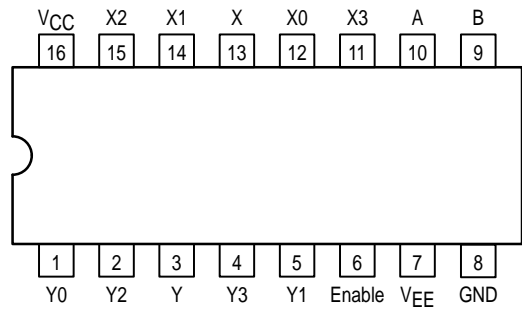 VCC X2 X1 X X0 X3 A B
16 15 14 13 12 11 10 9
1 2 3 4 5 6 7 8
Y0 Y2 Y Y3 Y1 Enable VEE GND